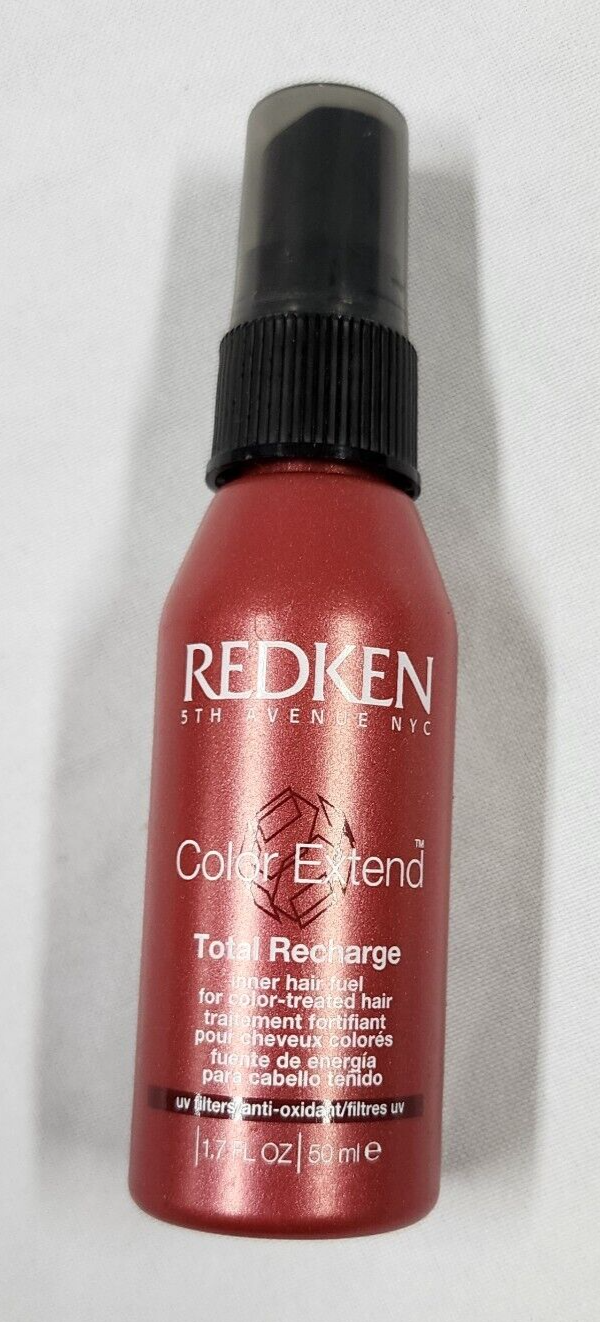 REDKEN
5TH AVENUE NYC
Color Extend™
Total Recharge
inner hair fuel
for color-treated hair
traitement fortifiant
pour cheveux colorés
fuente de energía
para cabello teñido
uv filters/anti-oxidant/filtres uv
1.7 FL OZ 50 ml ℮